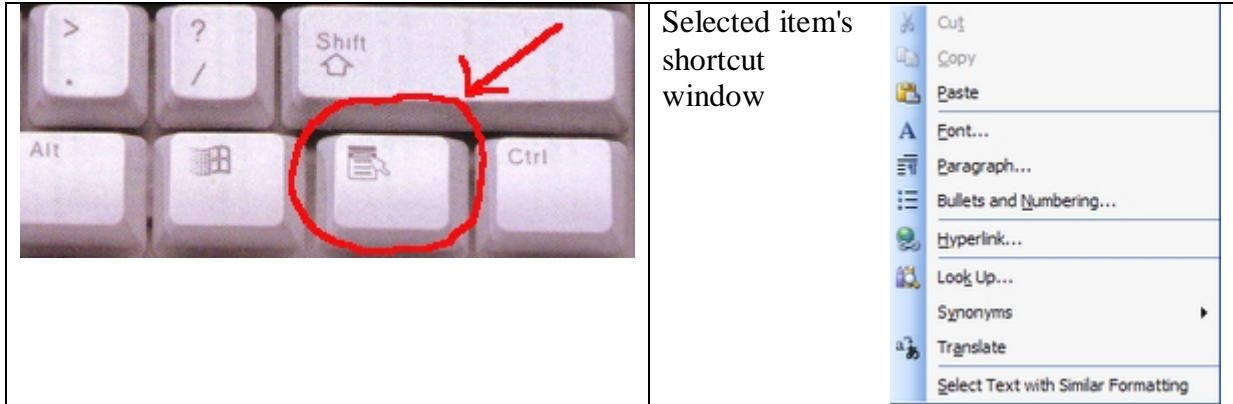 > ? Shift
. /
Alt Ctrl
Selected item's
shortcut
window
Cut
Copy
Paste
Font...
Paragraph...
Bullets and Numbering...
Hyperlink...
Look Up...
Synonyms
Translate
Select Text with Similar Formatting